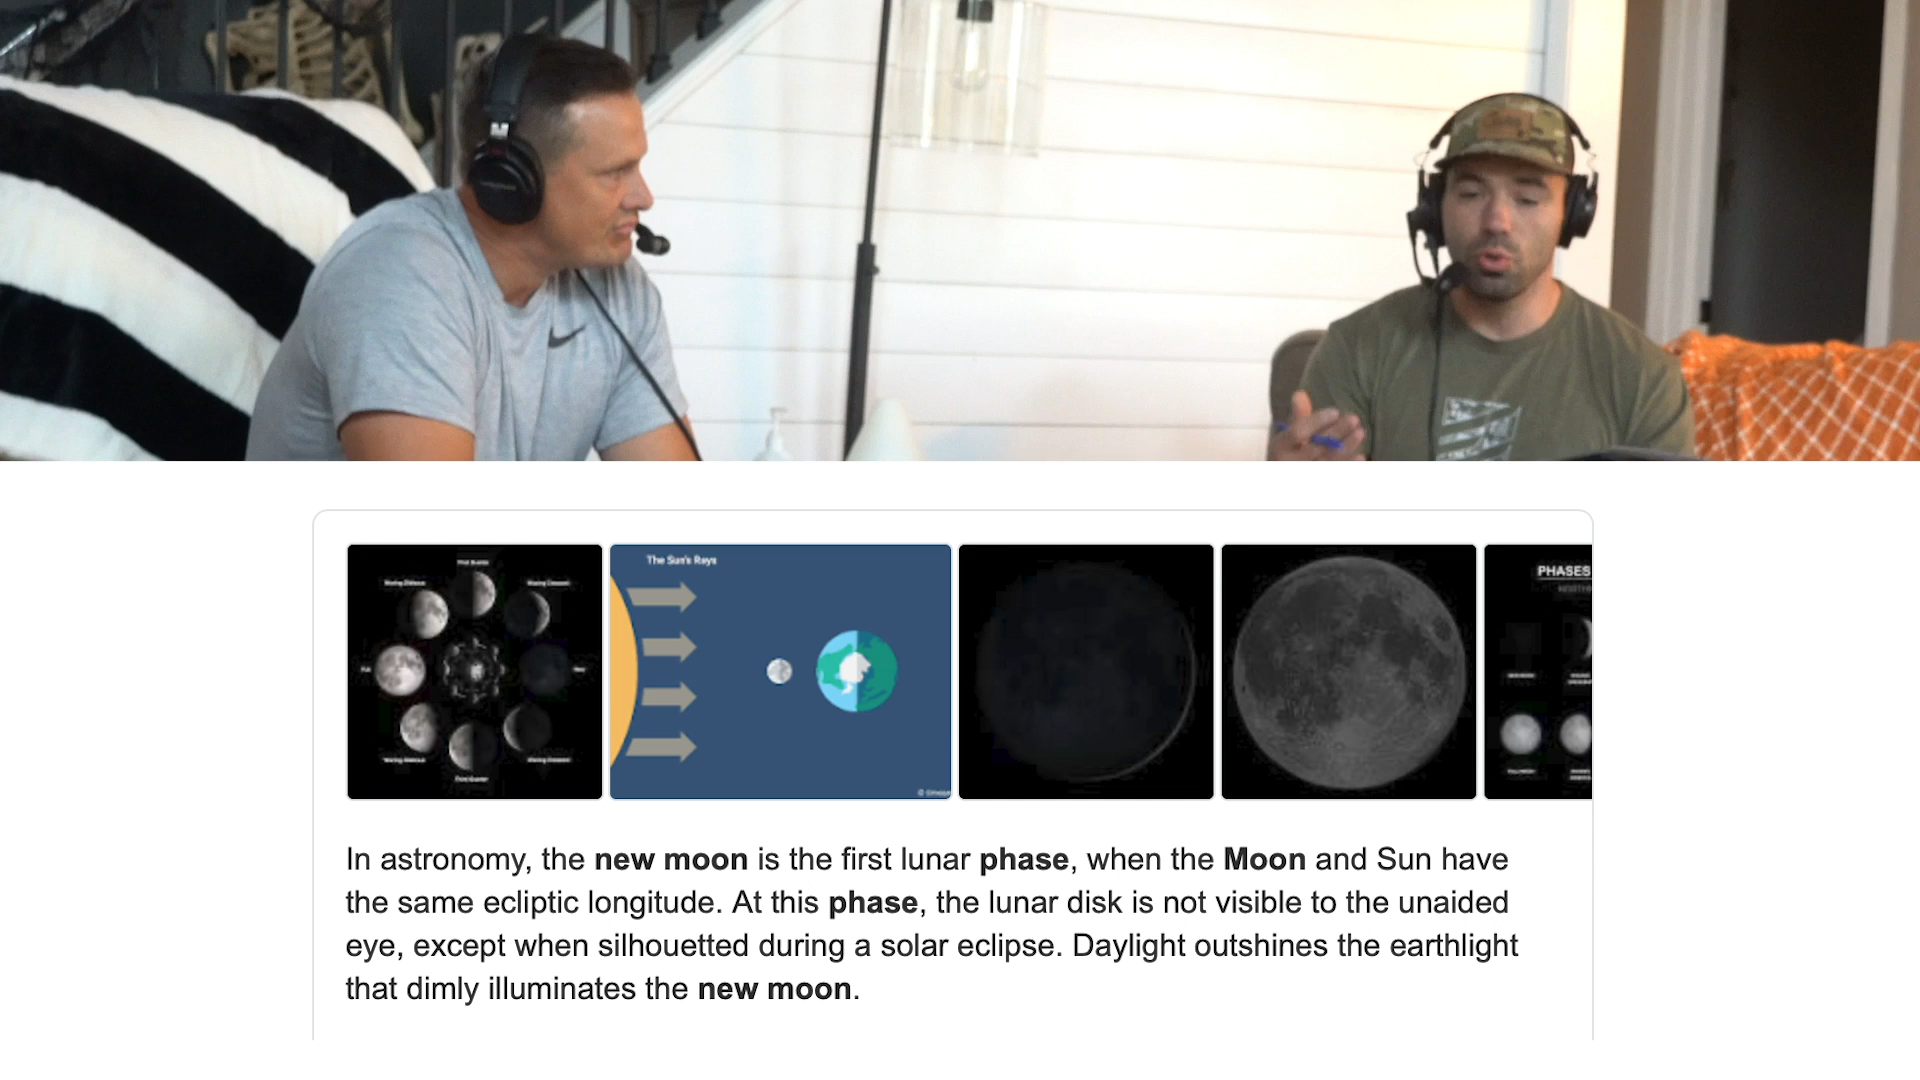 The Sun's Rays
PHASES
In astronomy, the new moon is the first lunar phase, when the Moon and Sun have
the same ecliptic longitude. At this phase, the lunar disk is not visible to the unaided
eye, except when silhouetted during a solar eclipse. Daylight outshines the earthlight
that dimly illuminates the new moon.